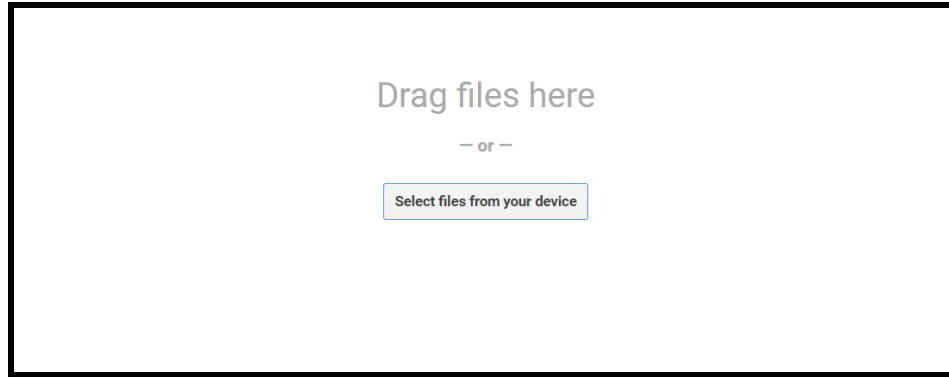 Drag files here
— or —
Select files from your device